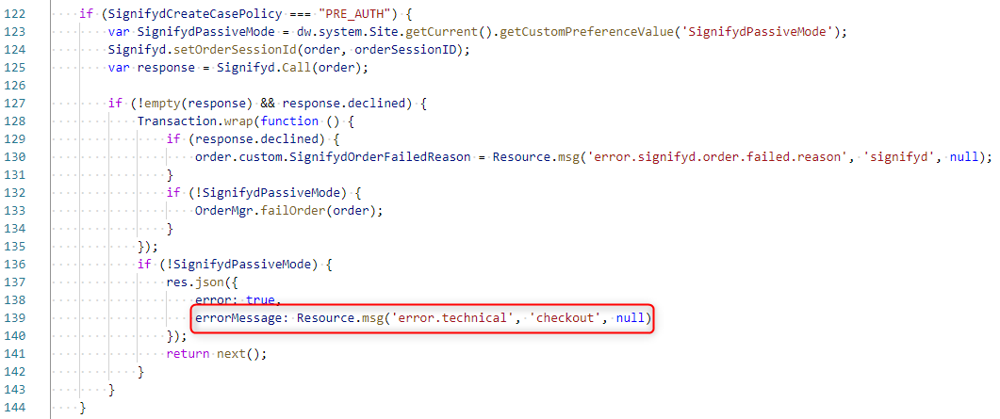 122 if (SignifydCreateCasePolicy === "PRE_AUTH") {
123 var SignifydPassiveMode = dw.system.Site.getCurrent().getCustomPreferenceValue('SignifydPassiveMode');
124 Signifyd.setOrderSessionId(order, orderSessionID);
125 var response = Signifyd.Call(order);
126
127 if (!empty(response) && response.declined) {
128 Transaction.wrap(function () {
129 if (response.declined) {
130 order.custom.SignifydOrderFailedReason = Resource.msg('error.signifyd.order.failed.reason', 'signifyd', null);
131 }
132 if (!SignifydPassiveMode) {
133 OrderMgr.failOrder(order);
134 }
135 });
136 if (!SignifydPassiveMode) {
137 res.json({
138 error: true,
139 errorMessage: Resource.msg('error.technical', 'checkout', null)
140 });
141 return next();
142 }
143 }
144 }